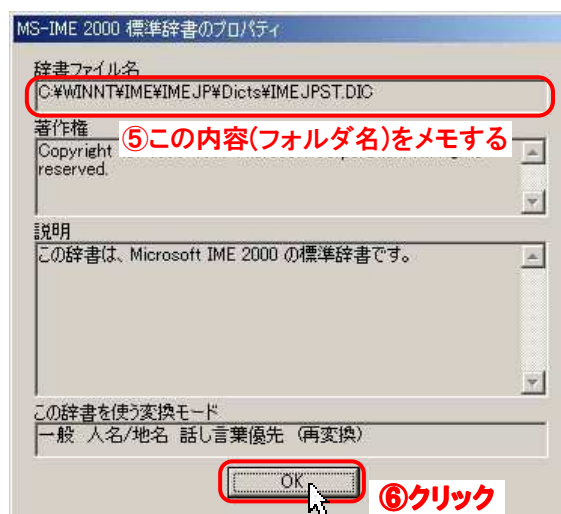 MS-IME 2000 標準辞書のプロパティ
辞書ファイル名
C:¥WINNT¥IME¥IMEJP¥Dicts¥IMEJPST.DIC
著作権
⑤この内容(フォルダ名)をメモする
Copyright
reserved.
説明
この辞書は、Microsoft IME 2000 の標準辞書です。
この辞書を使う変換モード
一般 人名/地名 話し言葉優先 (再変換)
OK
⑥クリック